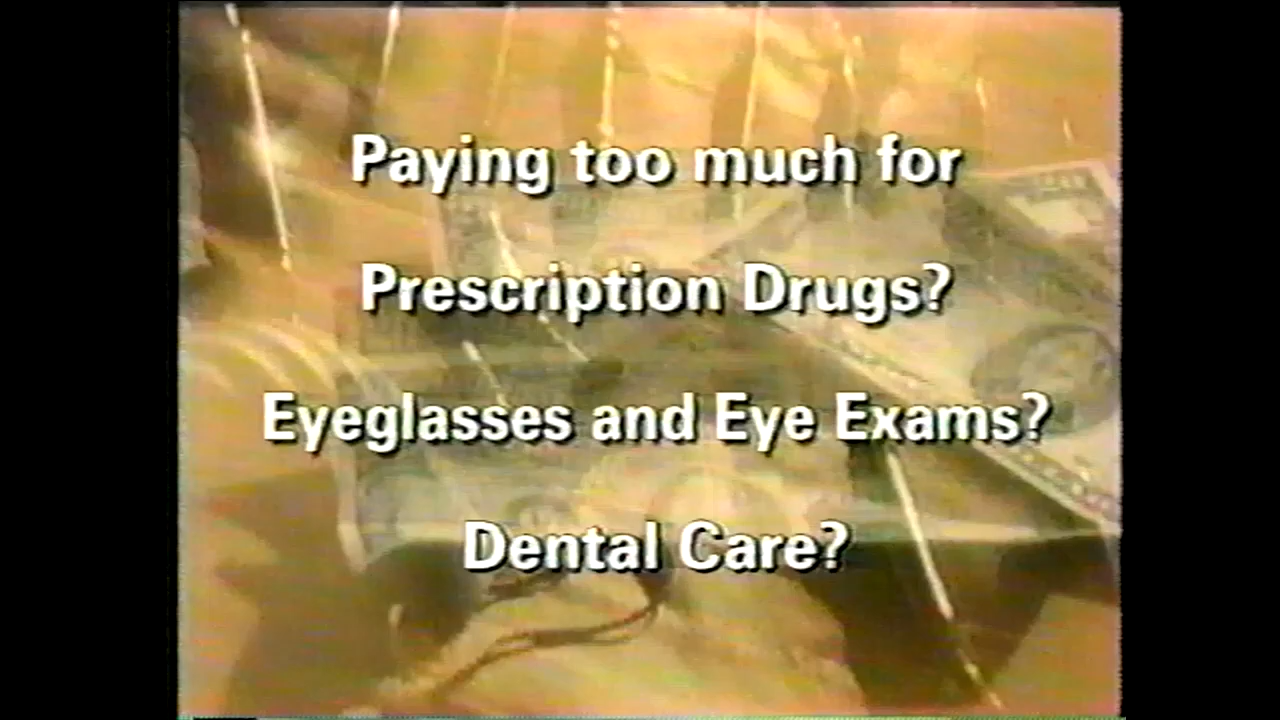 Paying too much for
Prescription Drugs?
Eyeglasses and Eye Exams?
Dental Care?